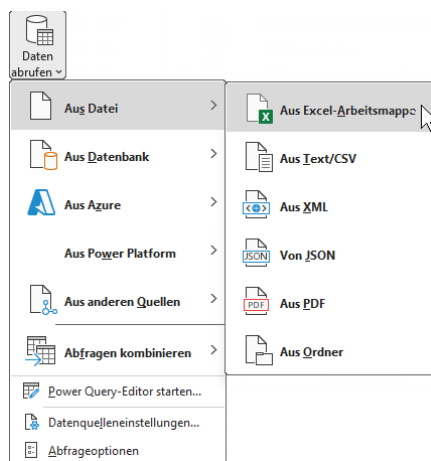 Daten
abrufen
Aus Datei
Aus Datenbank
Aus Azure
Aus Power Platform
Aus anderen Quellen
Abfragen kombinieren
Power Query-Editor starten...
Datenquelleneinstellungen...
Abfrageoptionen
X
Aus Excel-Arbeitsmappe
Aus Text/CSV
Aus XML
JSON
Von JSON
PDF
Aus PDF
Aus Ordner